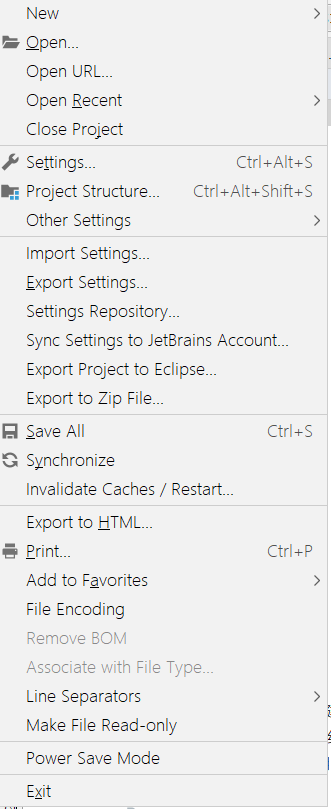 New
Open...
Open URL...
Open Recent
Close Project
Settings... Ctrl+Alt+S
Project Structure... Ctrl+Alt+Shift+S
Other Settings
Import Settings...
Export Settings...
Settings Repository...
Sync Settings to JetBrains Account...
Export Project to Eclipse...
Export to Zip File...
Save All Ctrl+S
Synchronize
Invalidate Caches / Restart...
Export to HTML...
Print... Ctrl+P
Add to Favorites
File Encoding
Remove BOM
Associate with File Type...
Line Separators
Make File Read-only
Power Save Mode
Exit